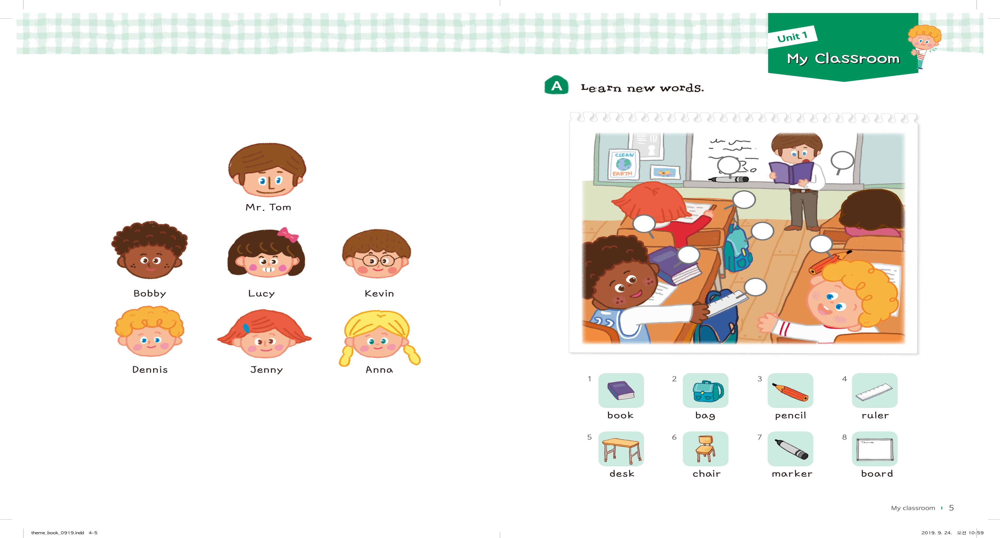 Mr. Tom
Bobby
Lucy
Kevin
Dennis
Jenny
Anna
Unit 1
My Classroom
A
Learn new words.
CLEAN
EARTH
1
book
2
bag
3
pencil
4
ruler
5
desk
6
chair
7
marker
8
board
My classroom 5
theme_book_0919.indd 4-5
2019. 9. 24. 오전 10:59